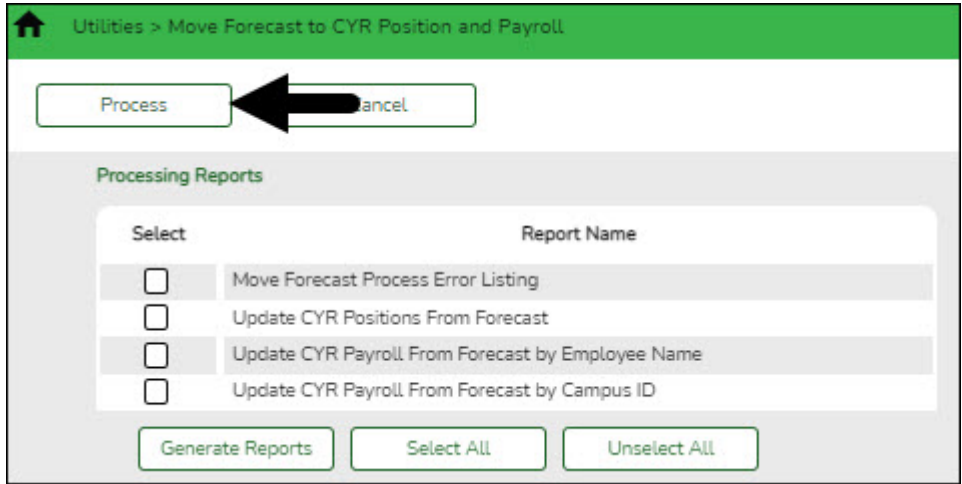 Utilities > Move Forecast to CYR Position and Payroll
Process
ancel
Processing Reports
Select Report Name
Move Forecast Process Error Listing
Update CYR Positions From Forecast
Update CYR Payroll From Forecast by Employee Name
Update CYR Payroll From Forecast by Campus ID
Generate Reports Select All Unselect All